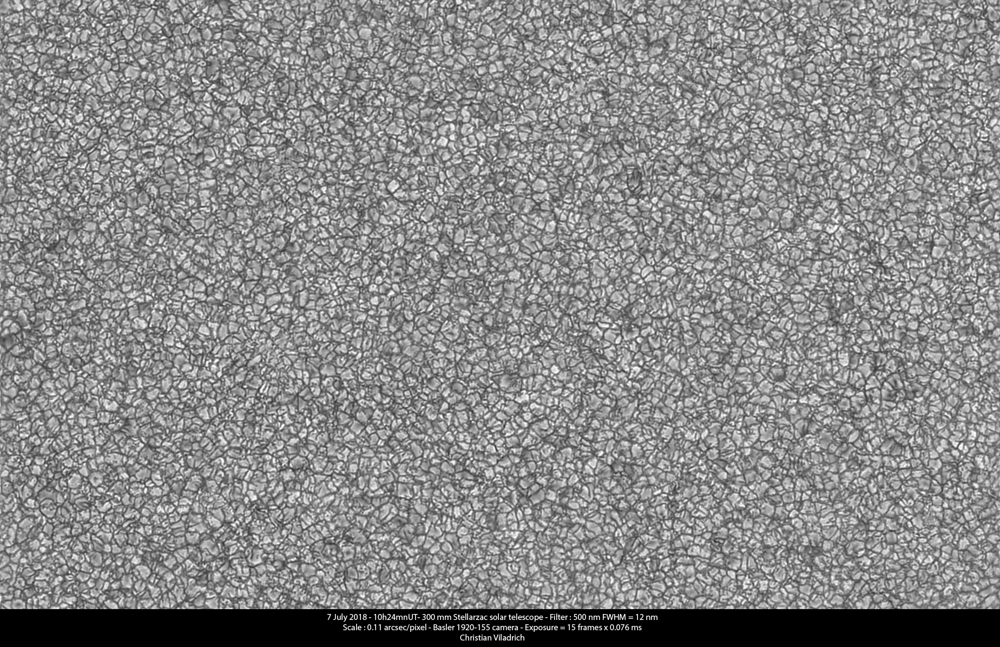 7 July 2018 - 10h24mnUT- 300 mm Stellarzac solar telescope - Filter : 500 nm FWHM = 12 nm
Scale : 0.11 arcsec/pixel - Basler 1920-155 camera - Exposure = 15 frames x 0.076 ms
Christian Viladrich